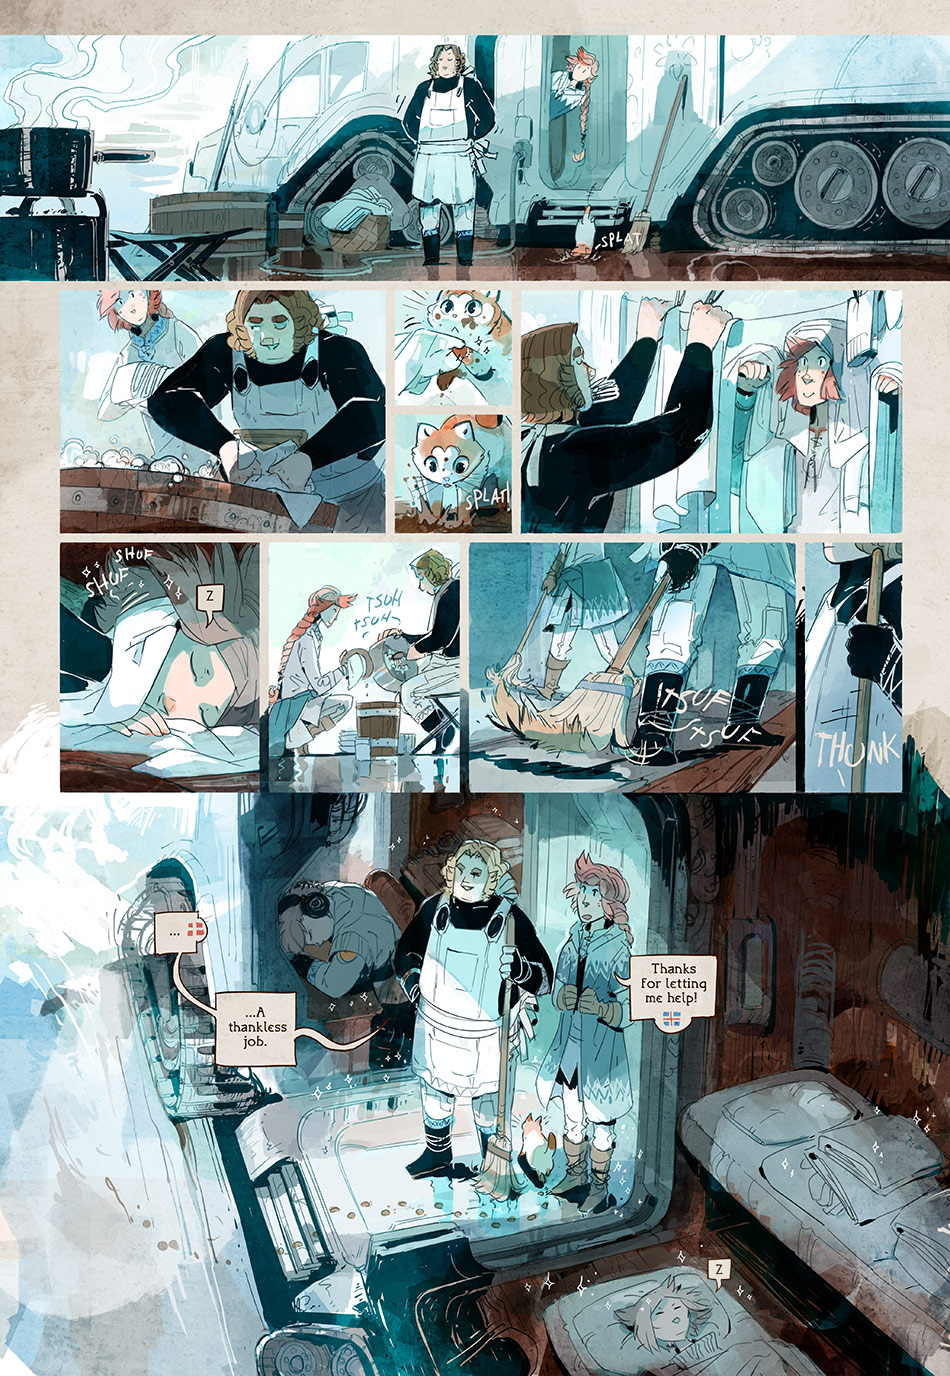 SPLAT
SPLAT!
SHUF
SHUF
Z
TSUH
TSUH
TSUF
TSUF
THUNK
...
...A
thankless
job.
Thanks
for letting
me help!
Z